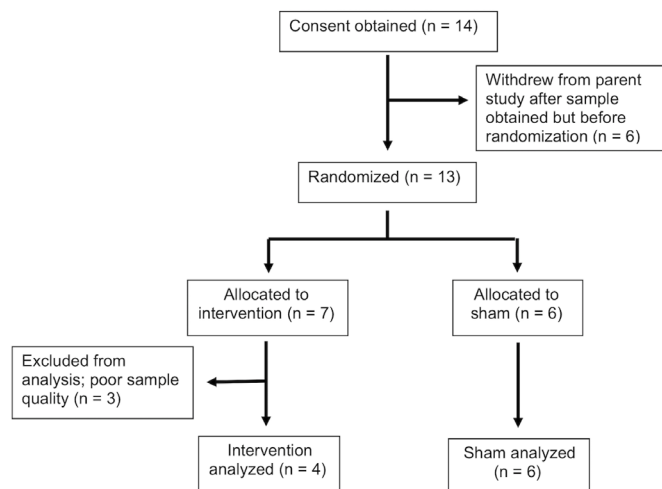 Consent obtained (n = 14)
Withdrew from parent
study after sample
obtained but before
randomization (n = 6)
Randomized (n = 13)
Allocated to
intervention (n = 7)
Allocated to
sham (n = 6)
Excluded from
analysis; poor sample
quality (n = 3)
Intervention
analyzed (n = 4)
Sham analyzed
(n = 6)